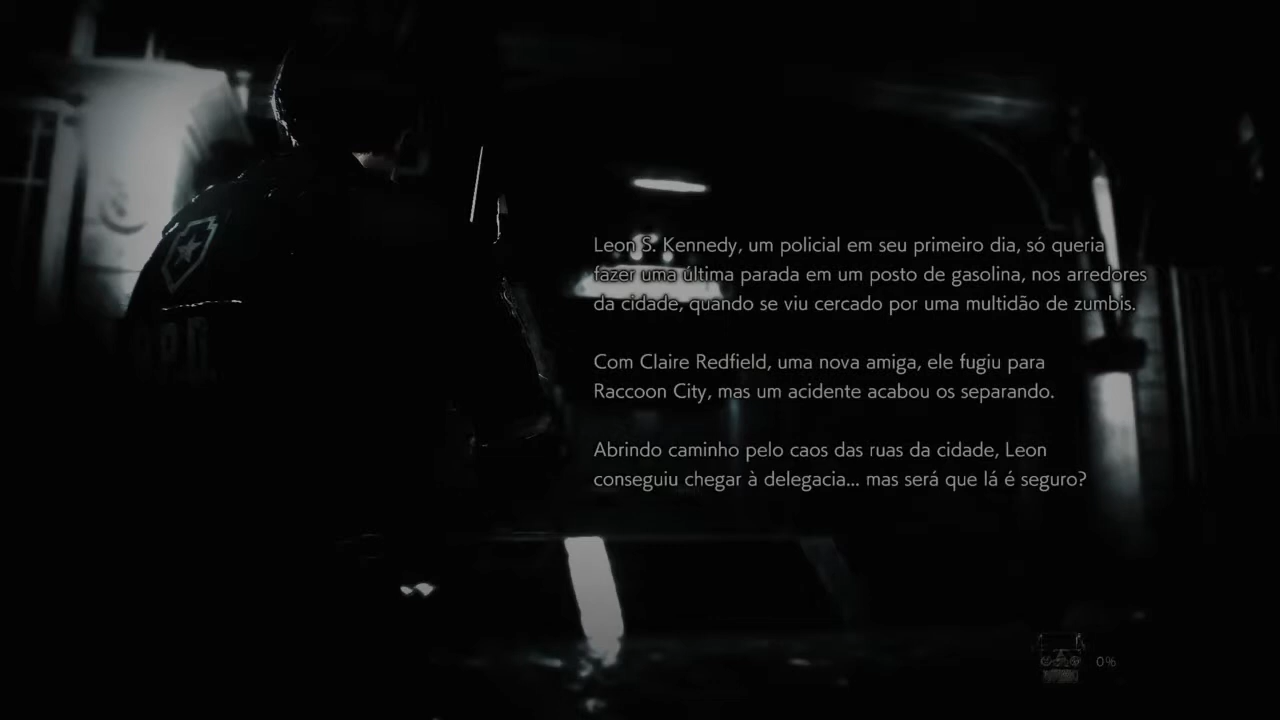 Leon S. Kennedy, um policial em seu primeiro dia, só queria
fazer uma última parada em um posto de gasolina, nos arredores
da cidade, quando se viu cercado por uma multidão de zumbis.
Com Claire Redfield, uma nova amiga, ele fugiu para
Raccoon City, mas um acidente acabou os separando.
Abrindo caminho pelo caos das ruas da cidade, Leon
conseguiu chegar à delegacia... mas será que lá é seguro?
0%